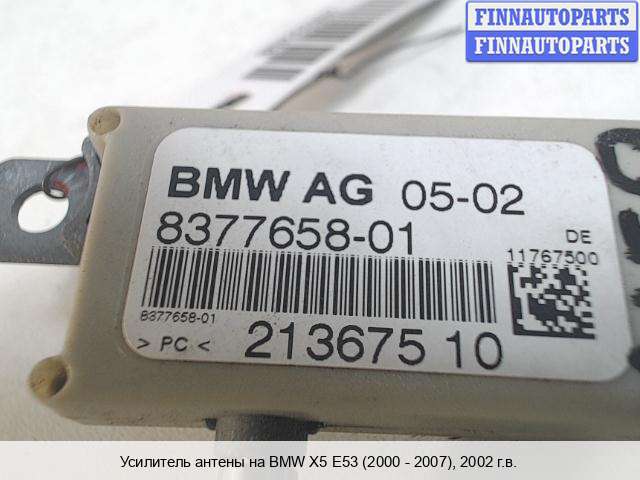 FINNAUTOPARTS
FINNAUTOPARTS
BMW AG 05-02
8377658-01
DE
11767500
8377658-01
> PC <
213675 10
Усилитель антены на BMW X5 E53 (2000 - 2007), 2002 г.в.